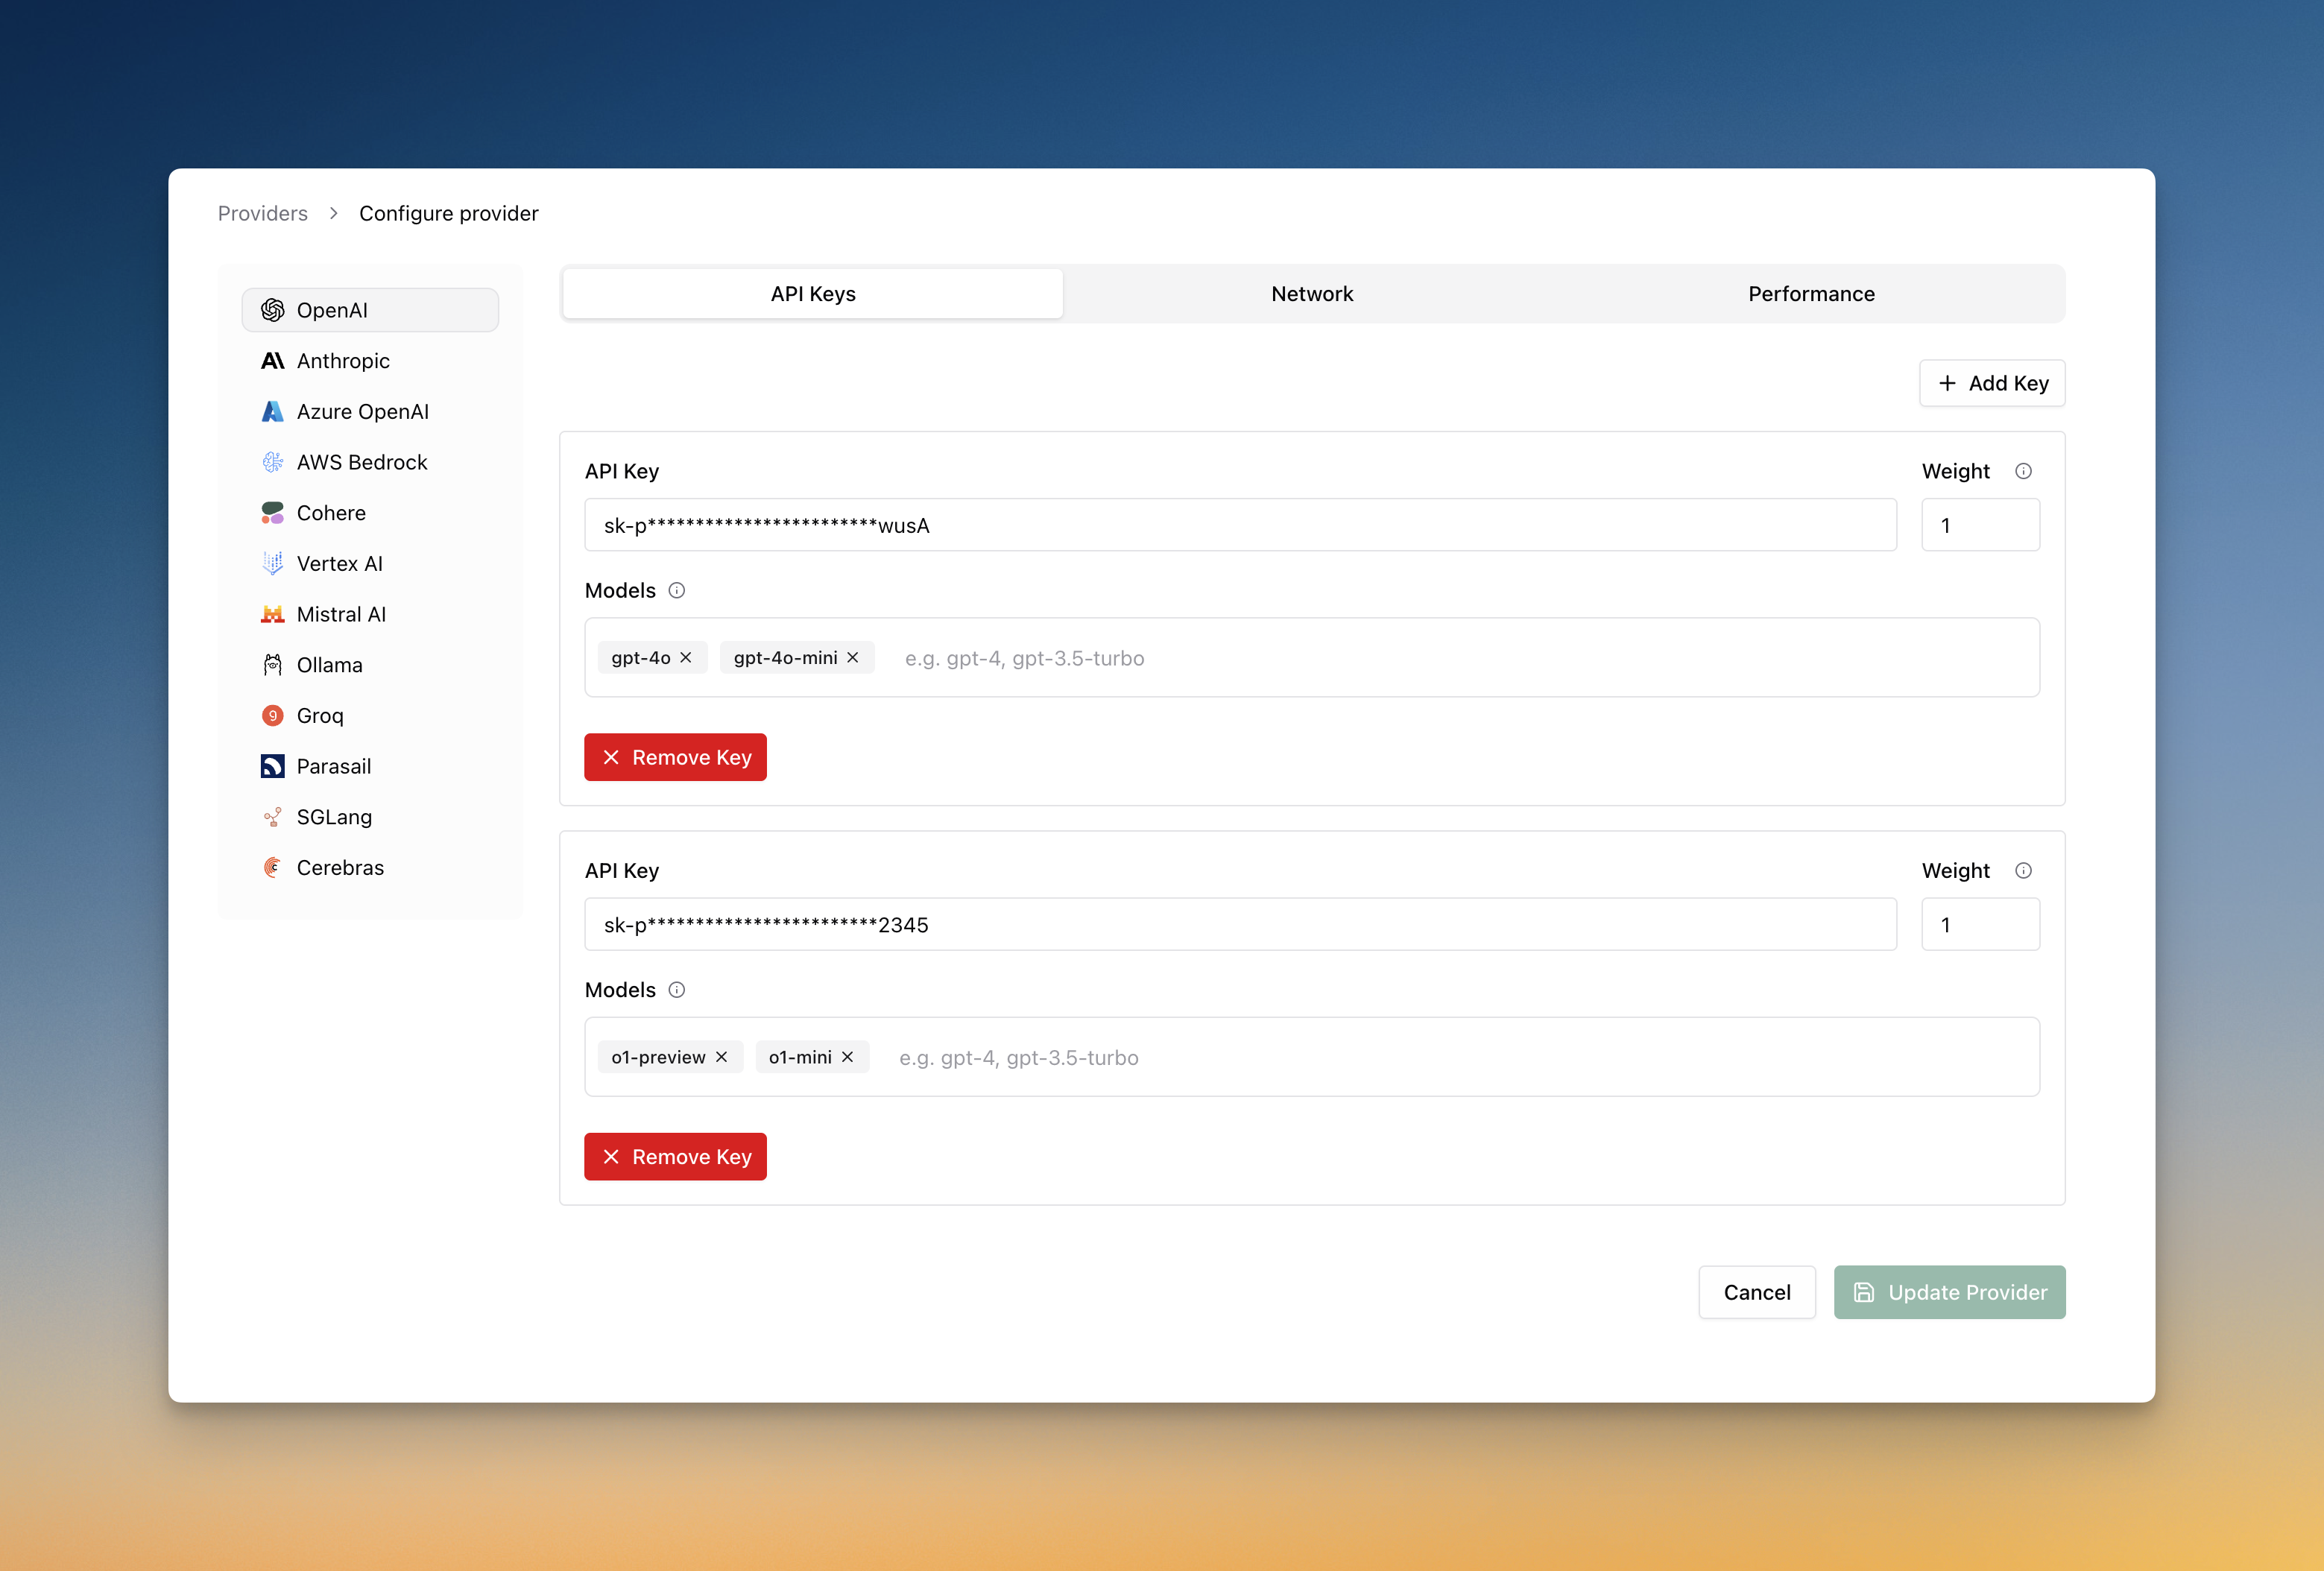 Providers > Configure provider
OpenAI
Anthropic
Azure OpenAI
AWS Bedrock
Cohere
Vertex AI
Mistral AI
Ollama
Groq
Parasail
SGLang
Cerebras
API Keys Network Performance
+ Add Key
API Key Weight
sk-p************************wusA 1
Models
gpt-4o × gpt-4o-mini × e.g. gpt-4, gpt-3.5-turbo
× Remove Key
API Key Weight
sk-p************************2345 1
Models
o1-preview × o1-mini × e.g. gpt-4, gpt-3.5-turbo
× Remove Key
Cancel Update Provider